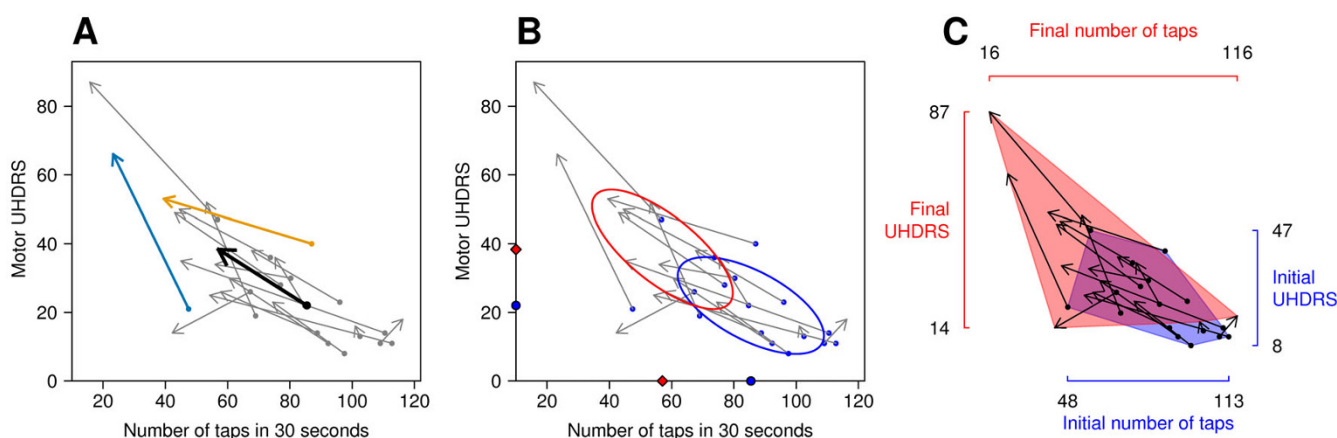 A
Motor UHDRS
80
60
40
20
0
20 40 60 80 100 120
Number of taps in 30 seconds
B
Motor UHDRS
80
60
40
20
0
20 40 60 80 100 120
Number of taps in 30 seconds
C
Final number of taps
16 116
87
Final
UHDRS
14
47
Initial
UHDRS
8
48 113
Initial number of taps